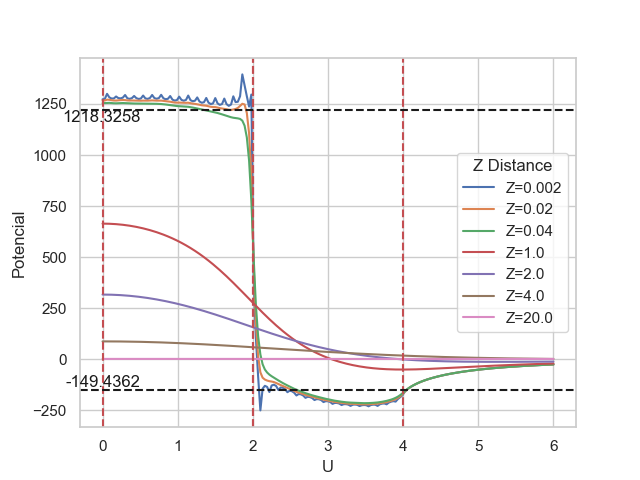 1250
1000
750
500
250
0
−250
Potencial
1218.3258
-149.4362
Z Distance
Z=0.002
Z=0.02
Z=0.04
Z=1.0
Z=2.0
Z=4.0
Z=20.0
0 1 2 3 4 5 6
U